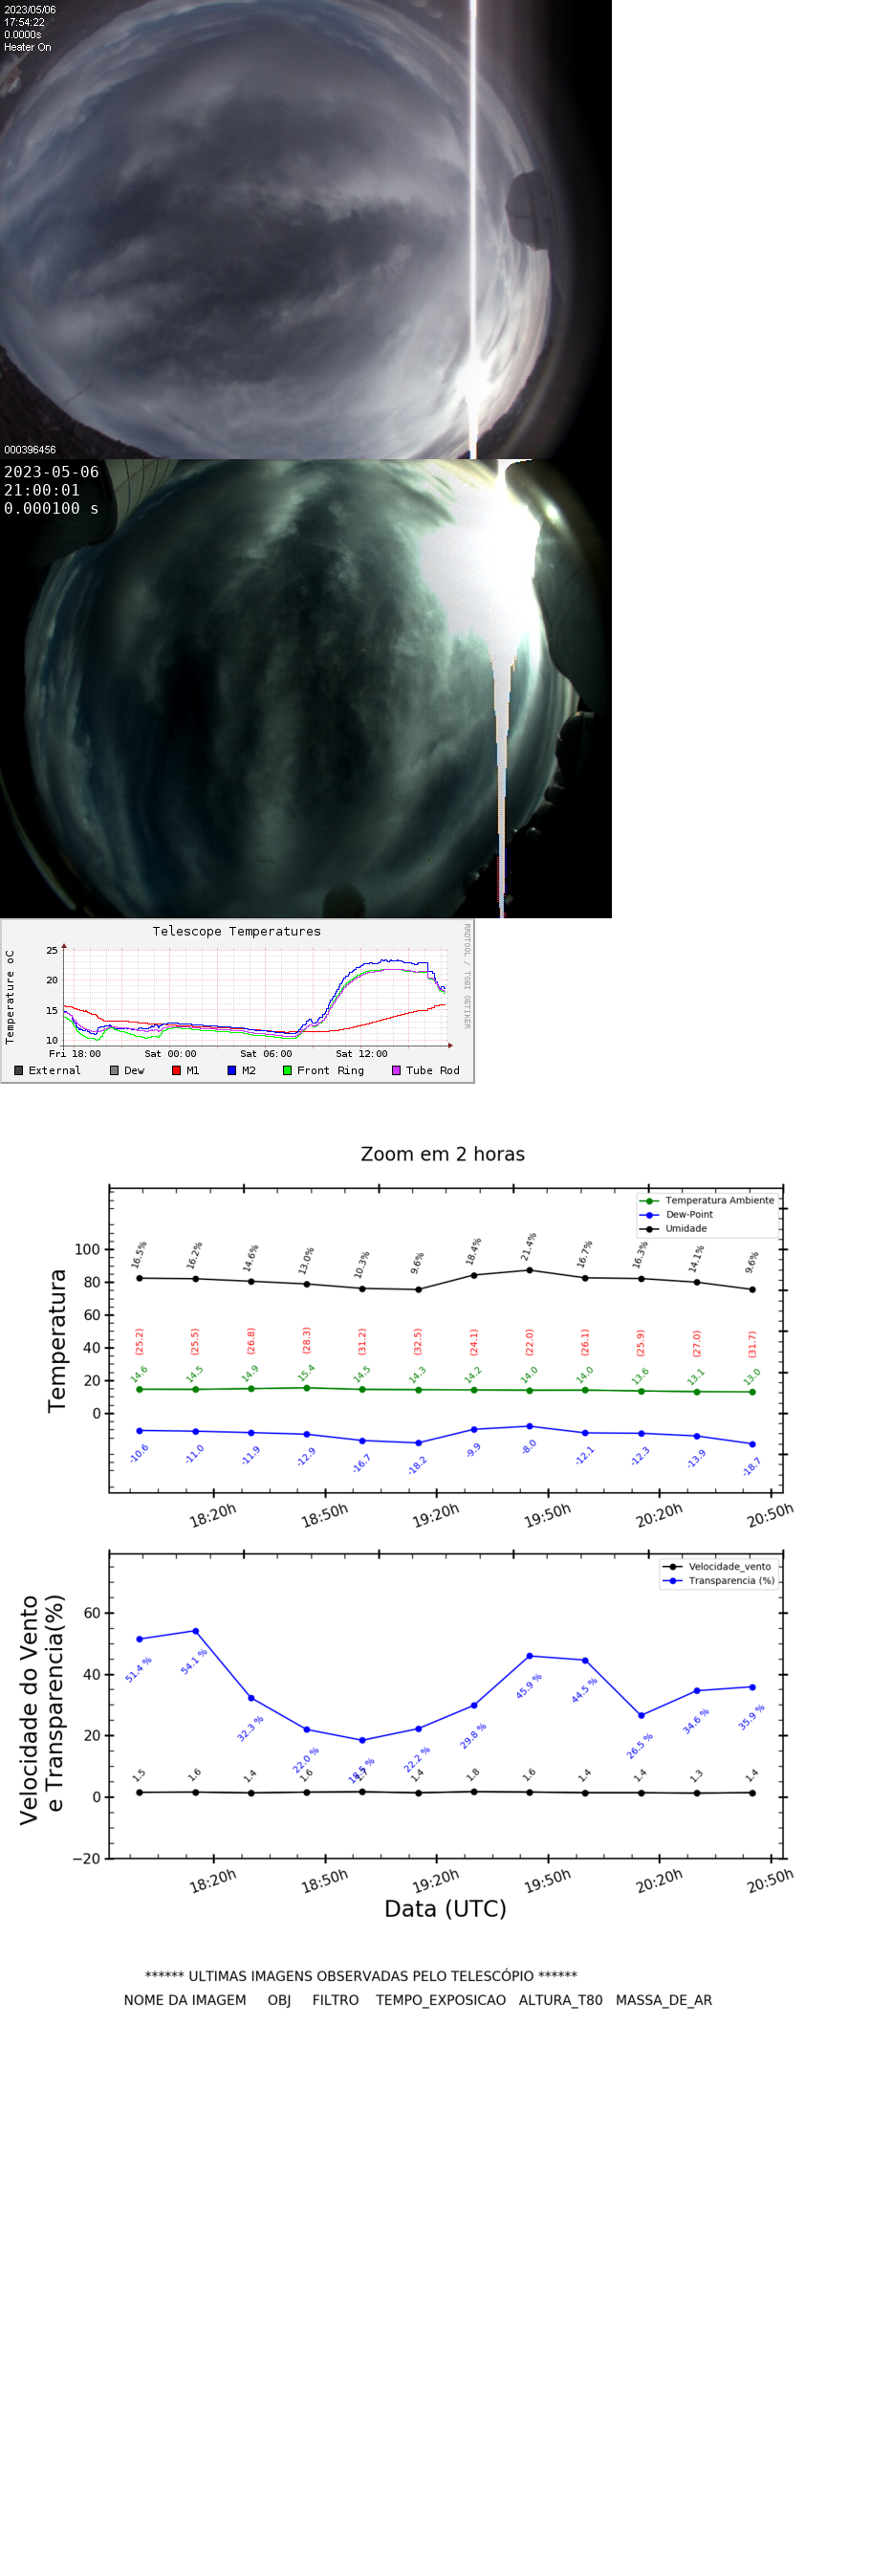 2023/05/06
17:54:22
0.0000s
Heater On
000396456
2023-05-06
21:00:01
0.000100 s
Telescope Temperatures
RRDTOOL / TOBI OETIKER
Temperature oC
25
20
15
10
Fri 18:00 Sat 00:00 Sat 06:00 Sat 12:00
External Dew M1 M2 Front Ring Tube Rod
Zoom em 2 horas
Temperatura Ambiente
Dew-Point
Umidade
Temperatura
100
80
60
40
20
0
16.5% 16.2% 14.6% 13.0% 10.3% 9.6% 18.4% 21.4% 16.7% 16.3% 14.1% 9.6%
(25.2) (25.5) (26.8) (28.3) (31.2) (32.5) (24.1) (22.0) (26.1) (25.9) (27.0) (31.7)
14.6 14.5 14.9 15.4 14.5 14.3 14.2 14.0 14.0 13.6 13.1 13.0
-10.6 -11.0 -11.9 -12.9 -16.7 -18.2 -9.9 -8.0 -12.1 -12.3 -13.9 -18.7
18:20h 18:50h 19:20h 19:50h 20:20h 20:50h
Velocidade_vento
Transparencia (%)
Velocidade do Vento
e Transparencia(%)
60
40
20
0
−20
51.4 % 54.1 % 32.3 % 22.0 % 18.5 % 22.2 % 29.8 % 45.9 % 44.5 % 26.5 % 34.6 % 35.9 %
1.5 1.6 1.4 1.6 1.7 1.4 1.8 1.6 1.4 1.4 1.3 1.4
18:20h 18:50h 19:20h 19:50h 20:20h 20:50h
Data (UTC)
****** ULTIMAS IMAGENS OBSERVADAS PELO TELESCÓPIO ******
NOME DA IMAGEM OBJ FILTRO TEMPO_EXPOSICAO ALTURA_T80 MASSA_DE_AR